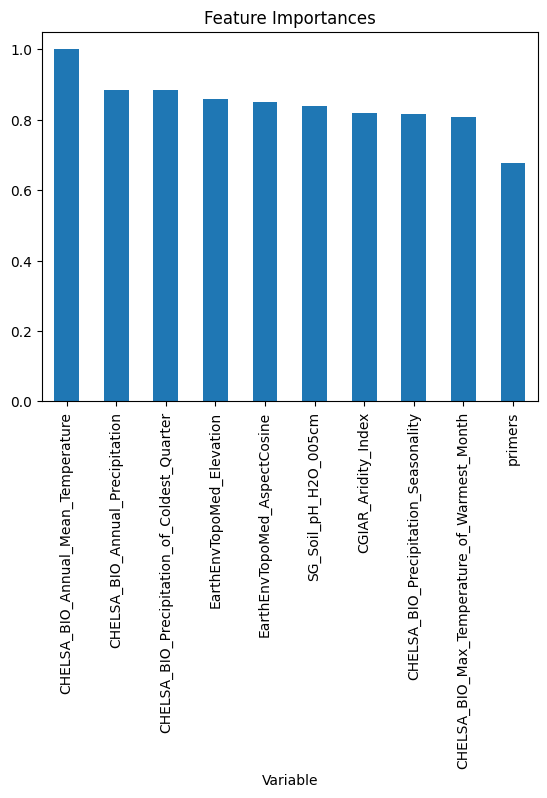 Feature Importances
1.0
0.8
0.6
0.4
0.2
0.0
CHELSA_BIO_Annual_Mean_Temperature
CHELSA_BIO_Annual_Precipitation
CHELSA_BIO_Precipitation_of_Coldest_Quarter
EarthEnvTopoMed_Elevation
EarthEnvTopoMed_AspectCosine
SG_Soil_pH_H2O_005cm
CGIAR_Aridity_Index
CHELSA_BIO_Precipitation_Seasonality
CHELSA_BIO_Max_Temperature_of_Warmest_Month
primers
Variable